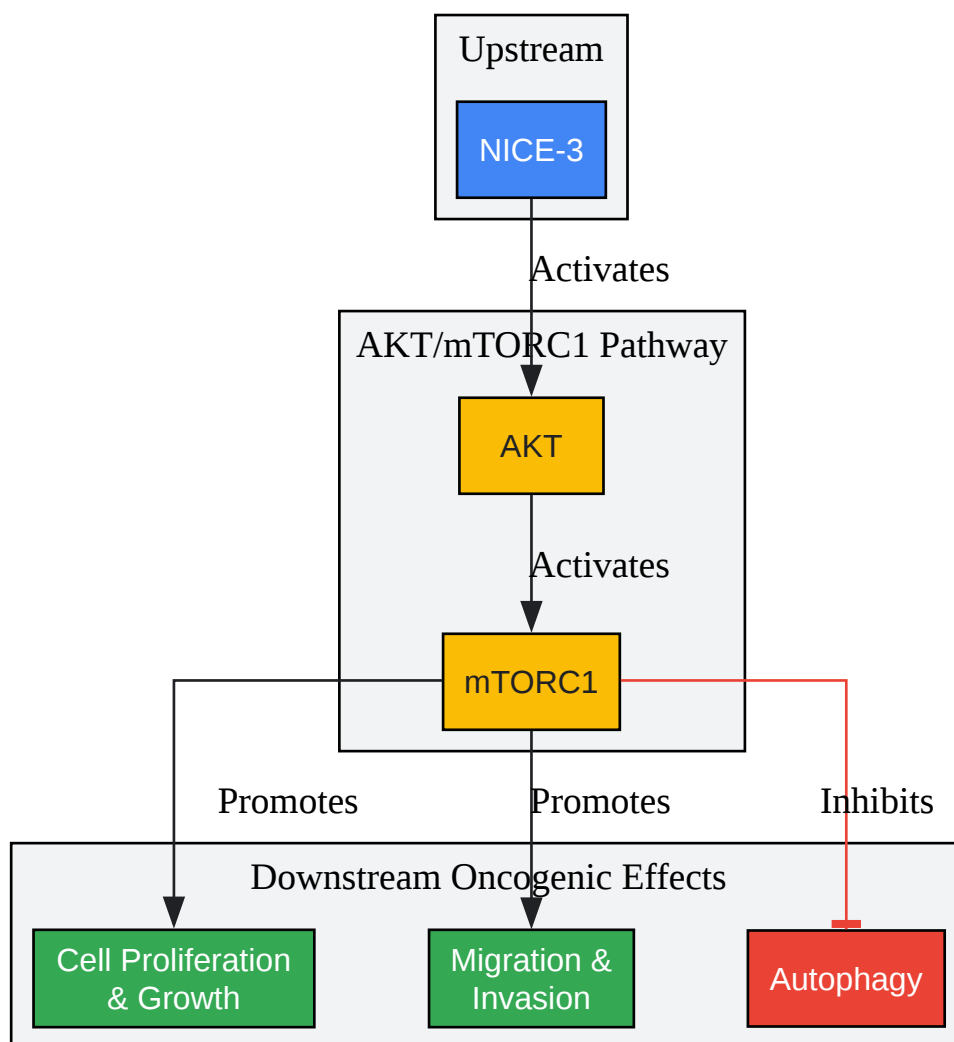 Upstream
NICE-3
Activates
AKT/mTORC1 Pathway
AKT
Activates
mTORC1
Promotes
Promotes
Inhibits
Downstream Oncogenic Effects
Cell Proliferation
& Growth
Migration &
Invasion
Autophagy